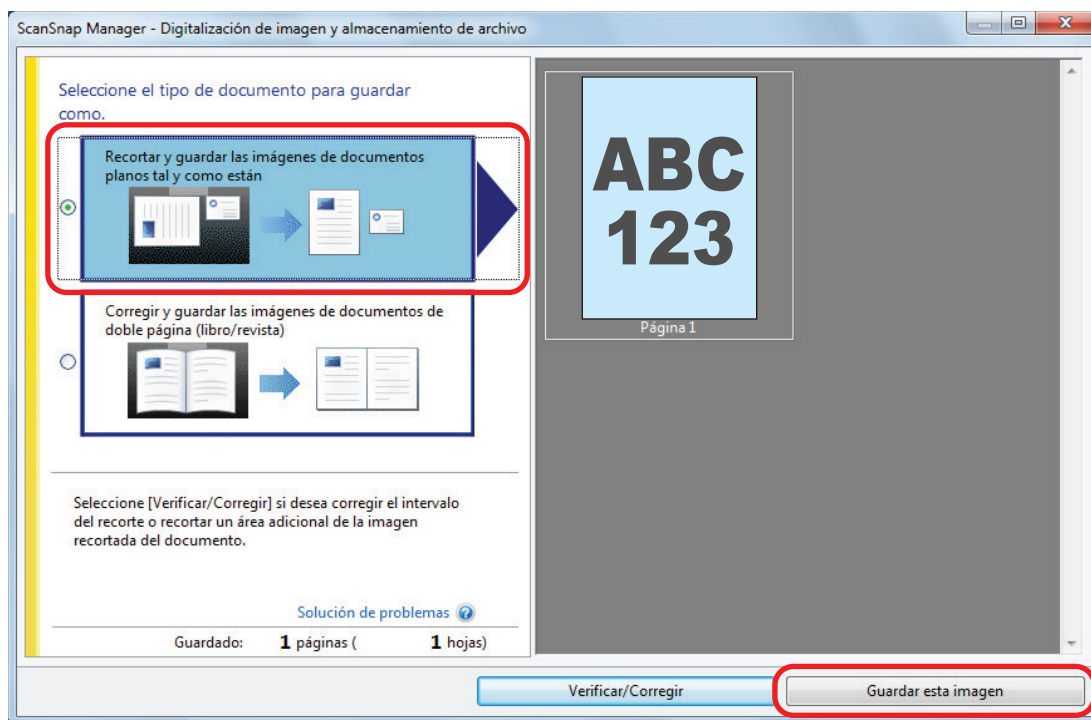 ScanSnap Manager - Digitalización de imagen y almacenamiento de archivo
Seleccione el tipo de documento para guardar
como.
Recortar y guardar las imágenes de documentos
planos tal y como están
Corregir y guardar las imágenes de documentos de
doble página (libro/revista)
Seleccione [Verificar/Corregir] si desea corregir el intervalo
del recorte o recortar un área adicional de la imagen
recortada del documento.
Solución de problemas
Guardado: 1 páginas ( 1 hojas)
ABC
123
Página 1
Verificar/Corregir
Guardar esta imagen